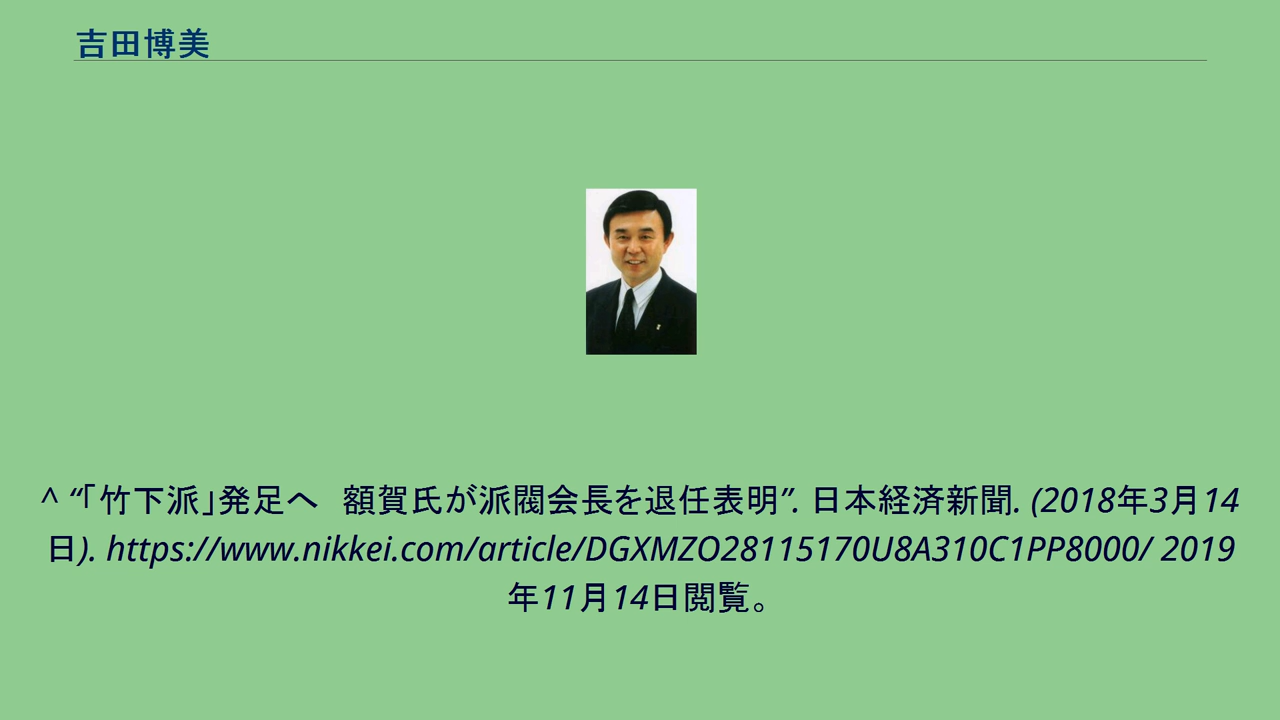 吉田博美
^ “「竹下派」発足へ　額賀氏が派閥会長を退任表明”. 日本経済新聞. (2018年3月14
日). https://www.nikkei.com/article/DGXMZO28115170U8A310C1PP8000/ 2019
年11月14日閲覧。